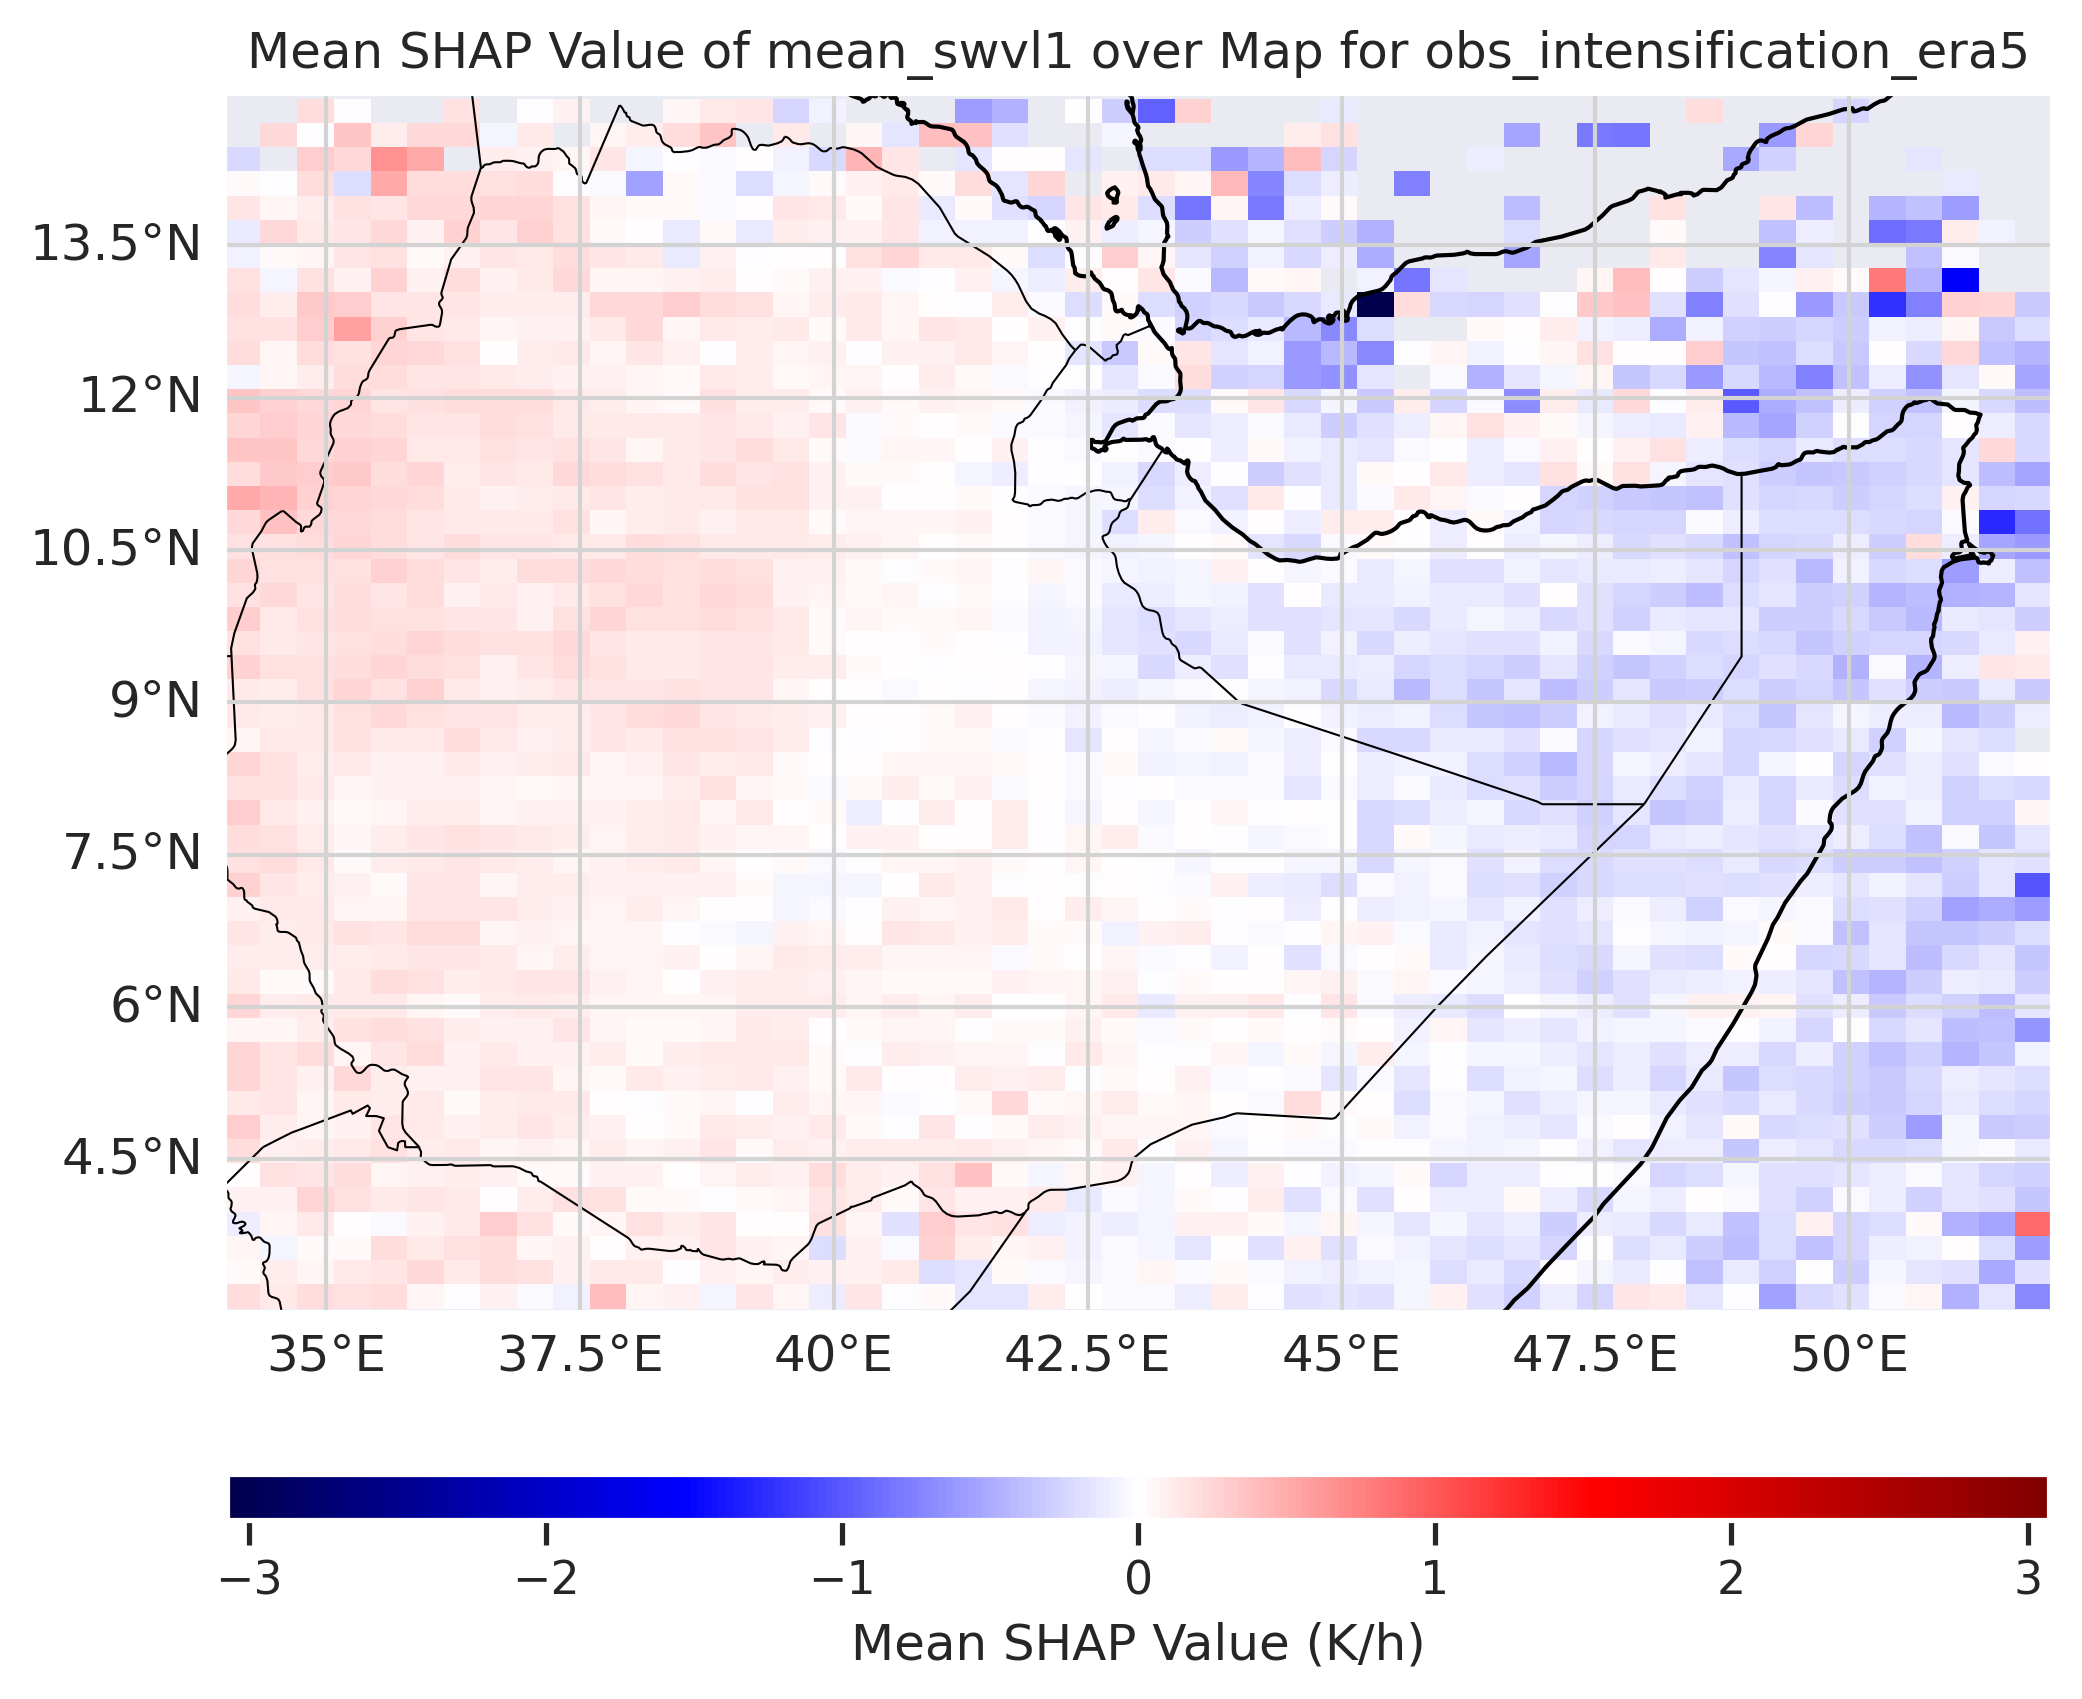 Mean SHAP Value of mean_swvl1 over Map for obs_intensification_era5
13.5°N
12°N
10.5°N
9°N
7.5°N
6°N
4.5°N
35°E 37.5°E 40°E 42.5°E 45°E 47.5°E 50°E
−3 −2 −1 0 1 2 3
Mean SHAP Value (K/h)